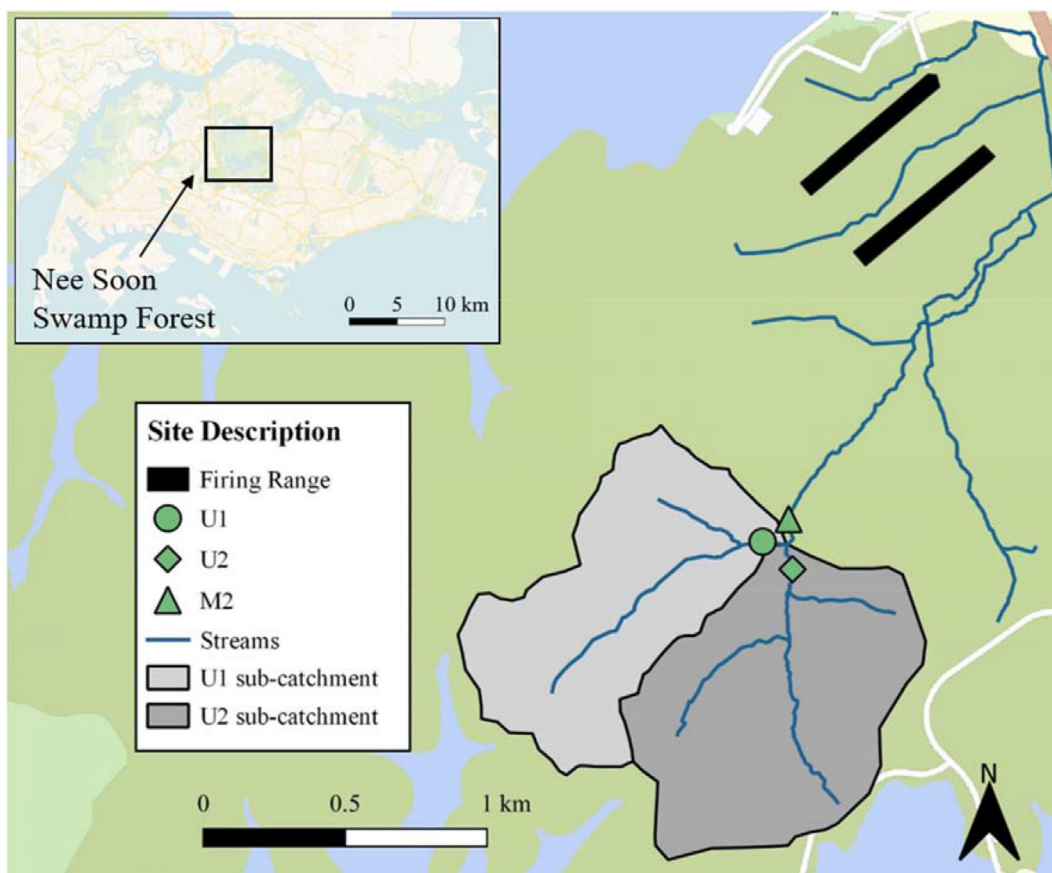 Nee Soon
Swamp Forest
0 5 10 km
Site Description
Firing Range
U1
U2
M2
Streams
U1 sub-catchment
U2 sub-catchment
0 0.5 1 km
N